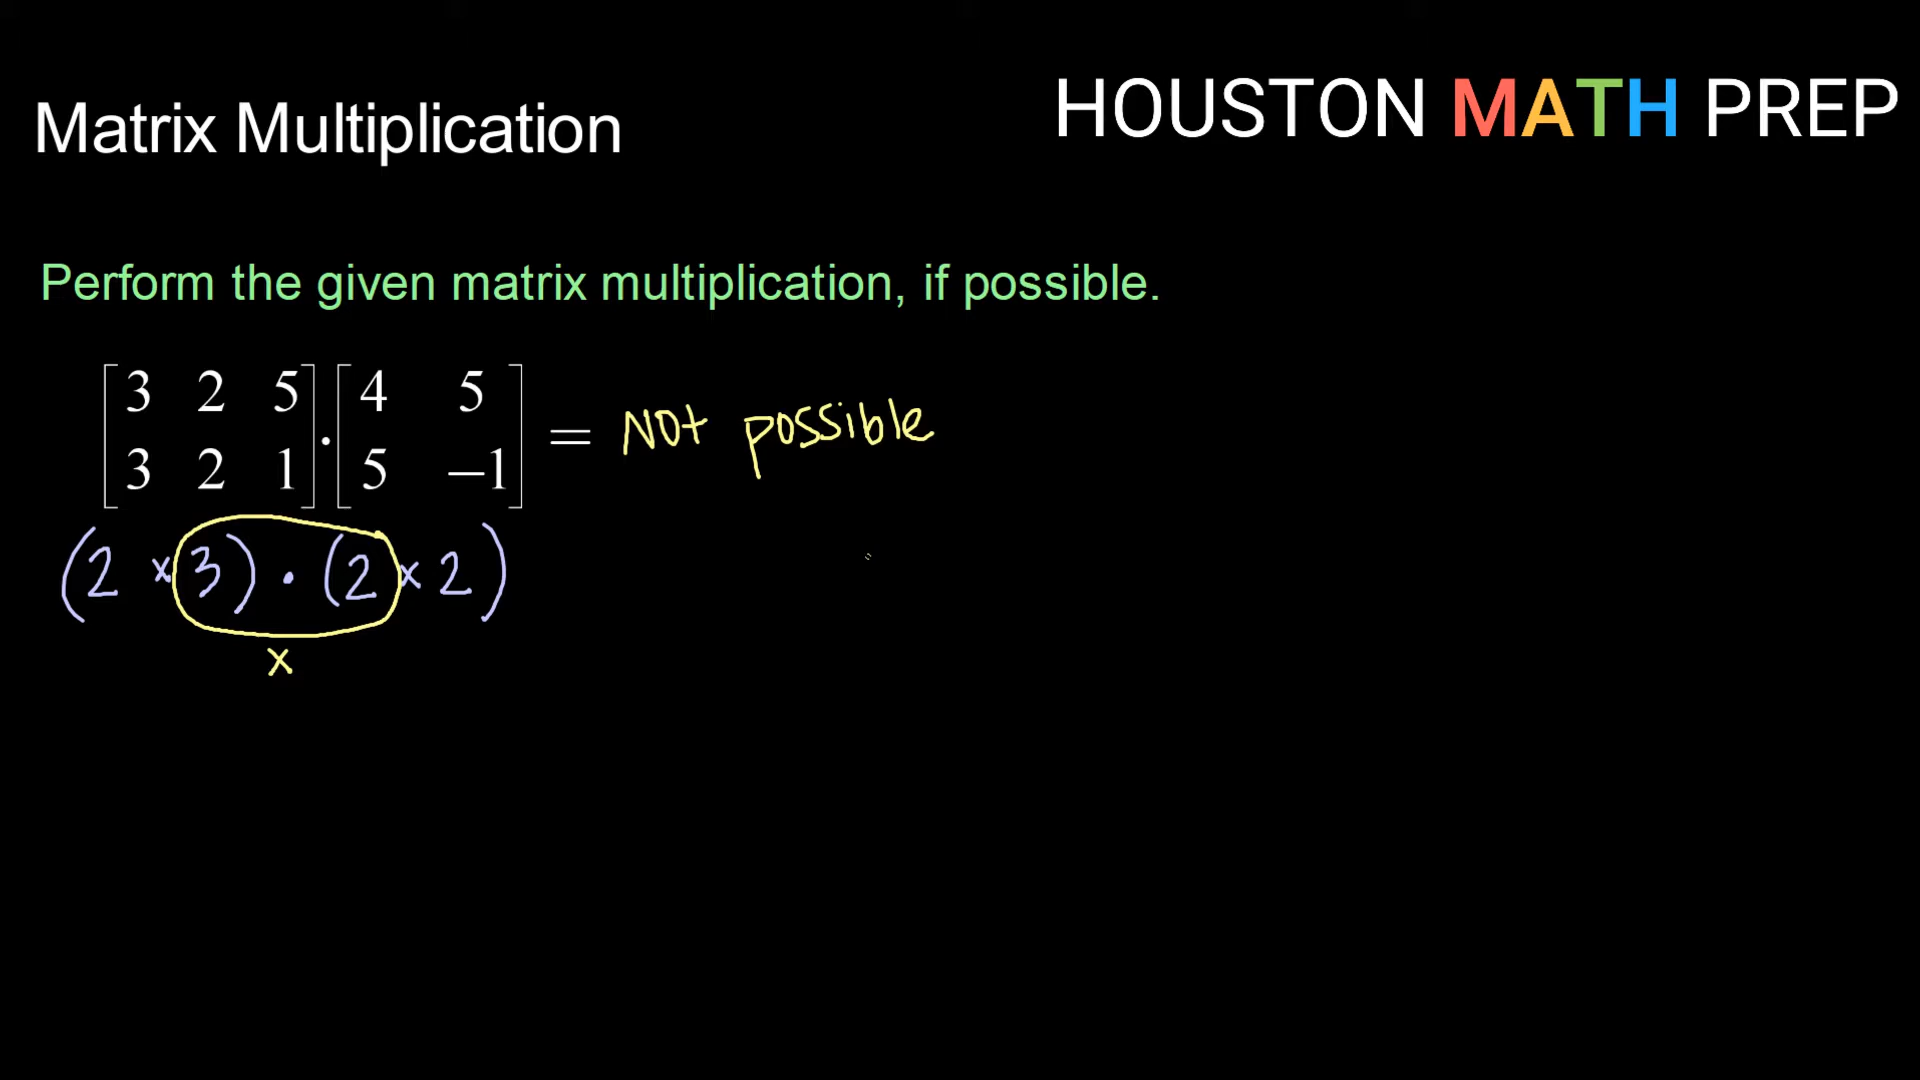 HOUSTON MATH PREP
Matrix Multiplication
Perform the given matrix multiplication, if possible.
[3 2 5] · [4 5] = Not possible
[3 2 1] [5 −1]
(2 × 3) · (2 × 2)
x